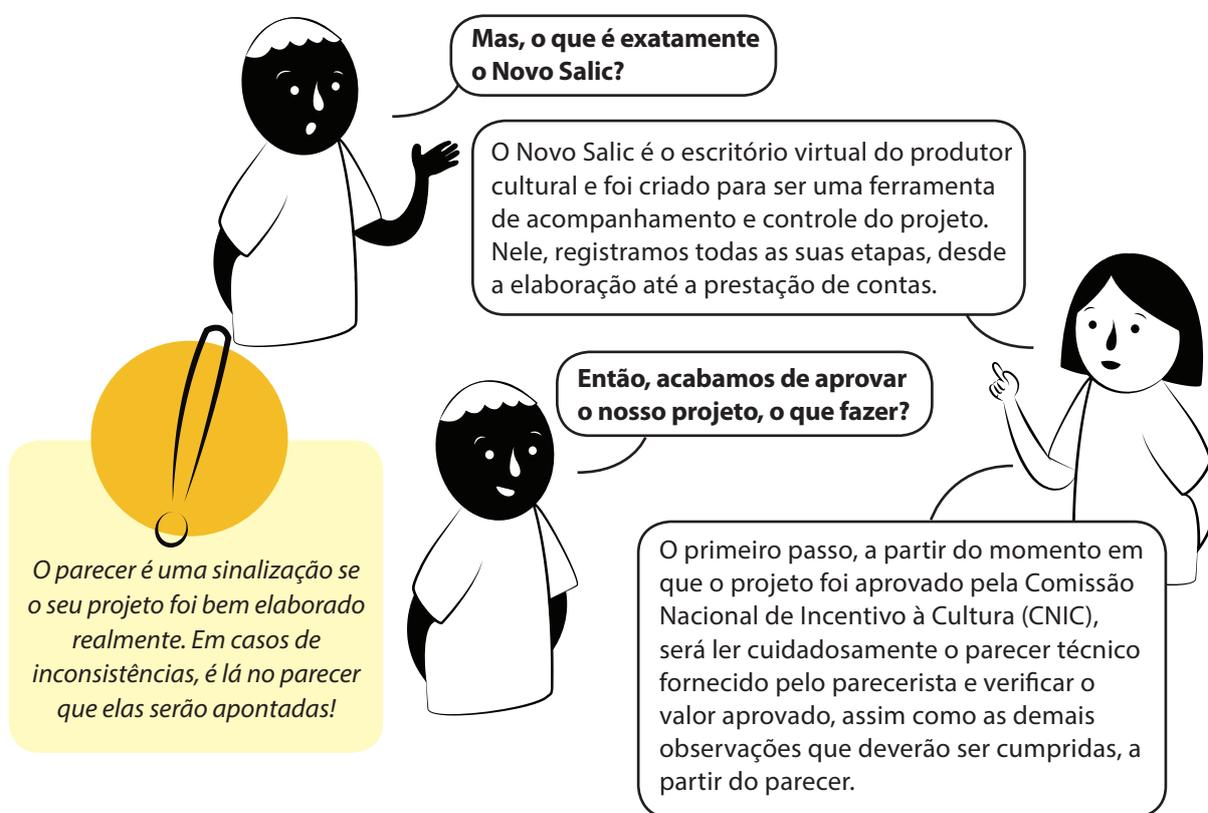 Mas, o que é exatamente
o Novo Salic?
O Novo Salic é o escritório virtual do produtor
cultural e foi criado para ser uma ferramenta
de acompanhamento e controle do projeto.
Nele, registramos todas as suas etapas, desde
a elaboração até a prestação de contas.
Então, acabamos de aprovar
o nosso projeto, o que fazer?
O parecer é uma sinalização se
o seu projeto foi bem elaborado
realmente. Em casos de
inconsistências, é lá no parecer
que elas serão apontadas!
O primeiro passo, a partir do momento em
que o projeto foi aprovado pela Comissão
Nacional de Incentivo à Cultura (CNIC),
será ler cuidadosamente o parecer técnico
fornecido pelo parecerista e verificar o
valor aprovado, assim como as demais
observações que deverão ser cumpridas, a
partir do parecer.